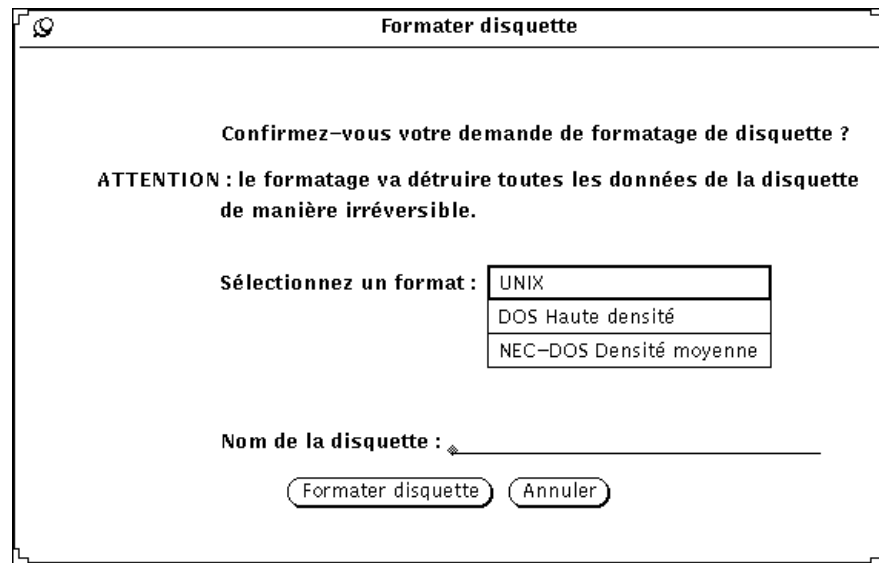 Formater disquette
Confirmez-vous votre demande de formatage de disquette ?
ATTENTION : le formatage va détruire toutes les données de la disquette
de manière irréversible.
Sélectionnez un format : UNIX
DOS Haute densité
NEC-DOS Densité moyenne
Nom de la disquette :
Formater disquette Annuler